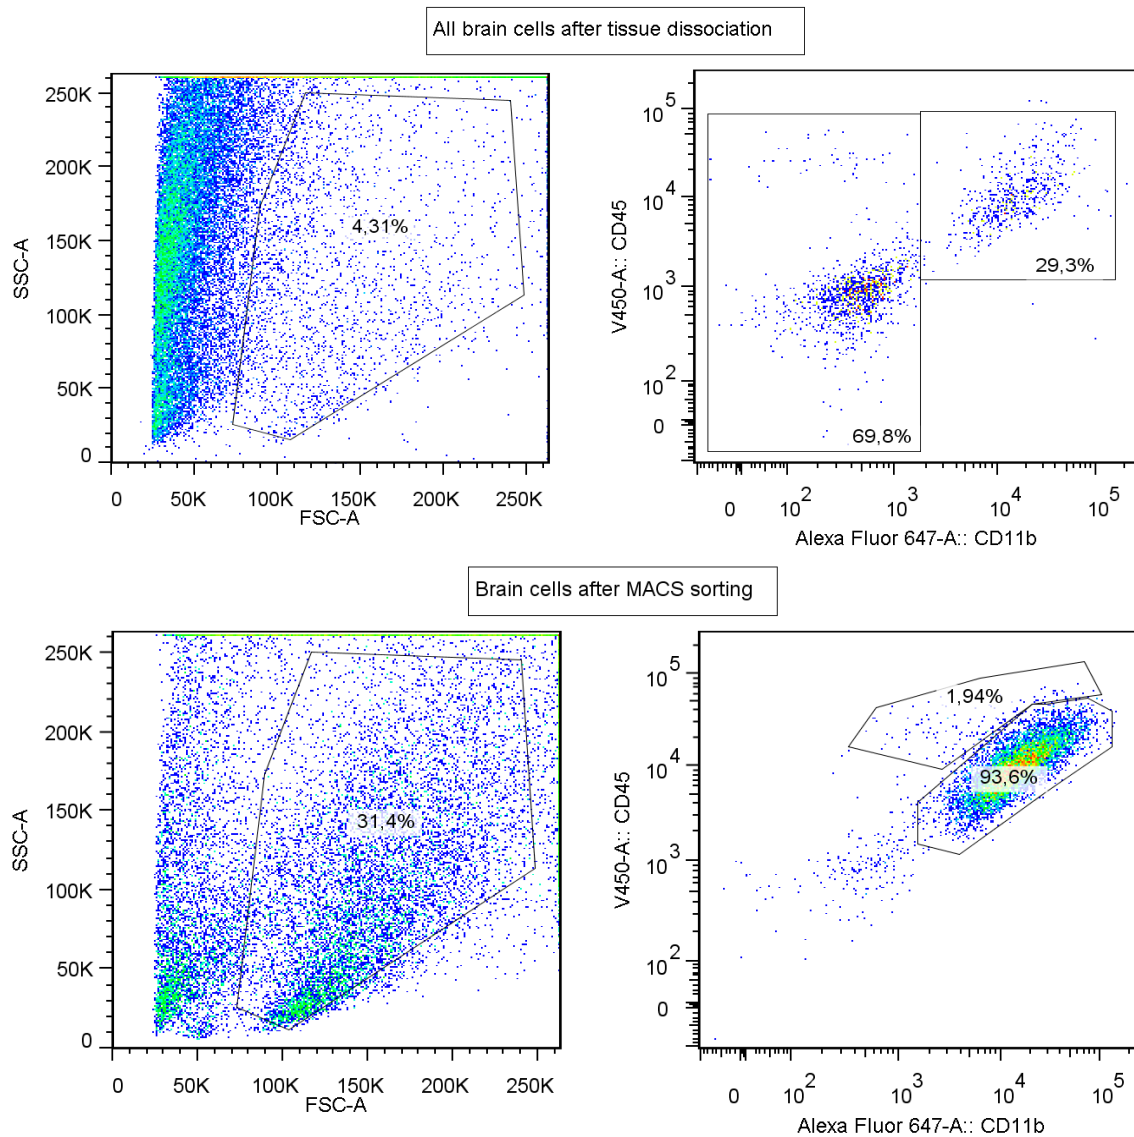 All brain cells after tissue dissociation
250K
200K
150K
100K
50K
0
SSC-A
4,31%
0 50K 100K 150K 200K 250K
FSC-A
10^5
10^4
10^3
10^2
0
V450-A:: CD45
29,3%
69,8%
0 10^2 10^3 10^4 10^5
Alexa Fluor 647-A:: CD11b
Brain cells after MACS sorting
250K
200K
150K
100K
50K
0
SSC-A
31,4%
0 50K 100K 150K 200K 250K
FSC-A
10^5
10^4
10^3
10^2
0
V450-A:: CD45
1,94%
93,6%
0 10^2 10^3 10^4 10^5
Alexa Fluor 647-A:: CD11b